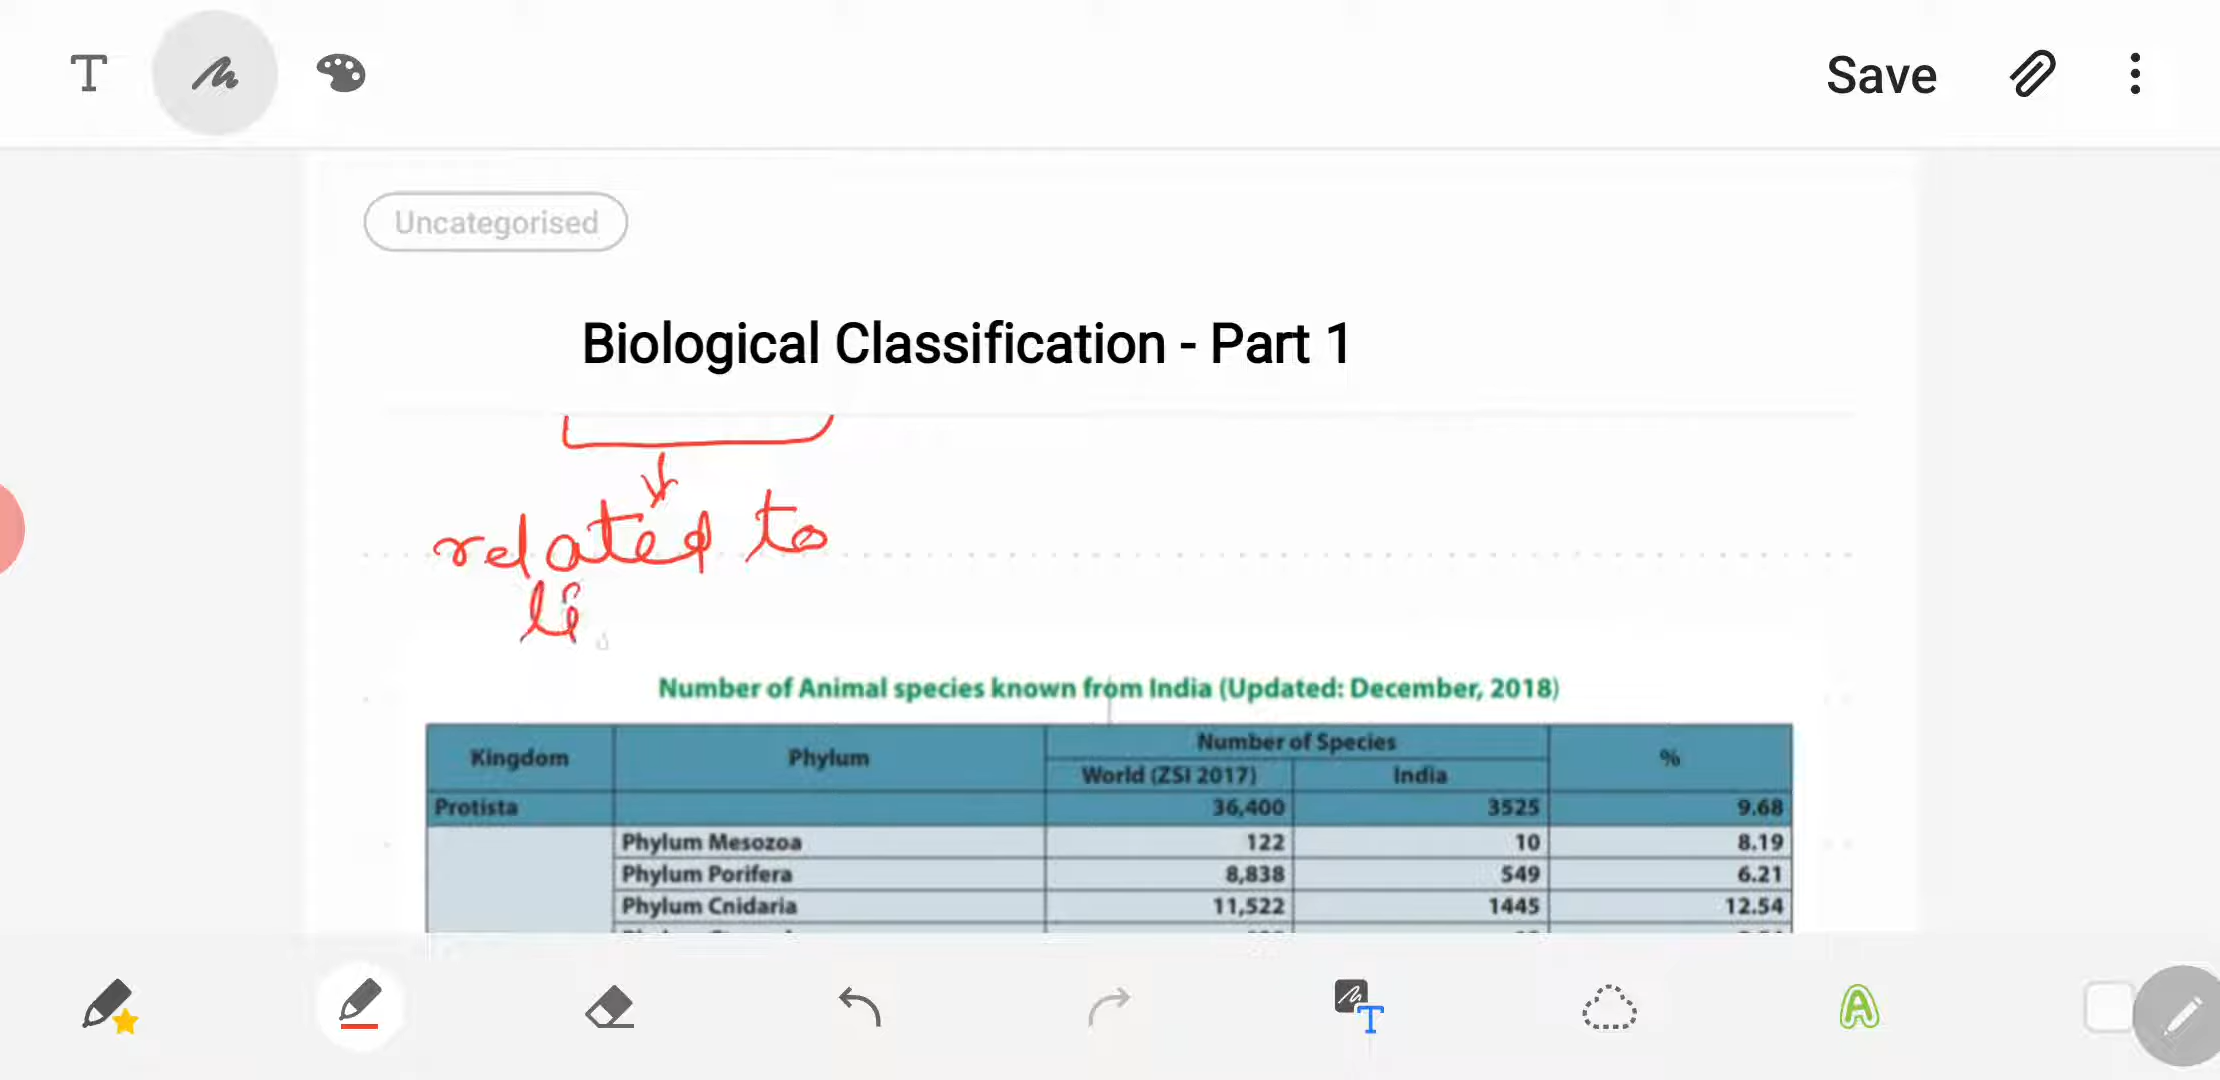 T Save
Uncategorised
Biological Classification - Part 1
related to
Number of Animal species known from India (Updated: December, 2018)
Kingdom Phylum Number of Species %
World (ZSI 2017) India
Protista 36,400 3525 9.68
Phylum Mesozoa 122 10 8.19
Phylum Porifera 8,838 549 6.21
Phylum Cnidaria 11,522 1445 12.54